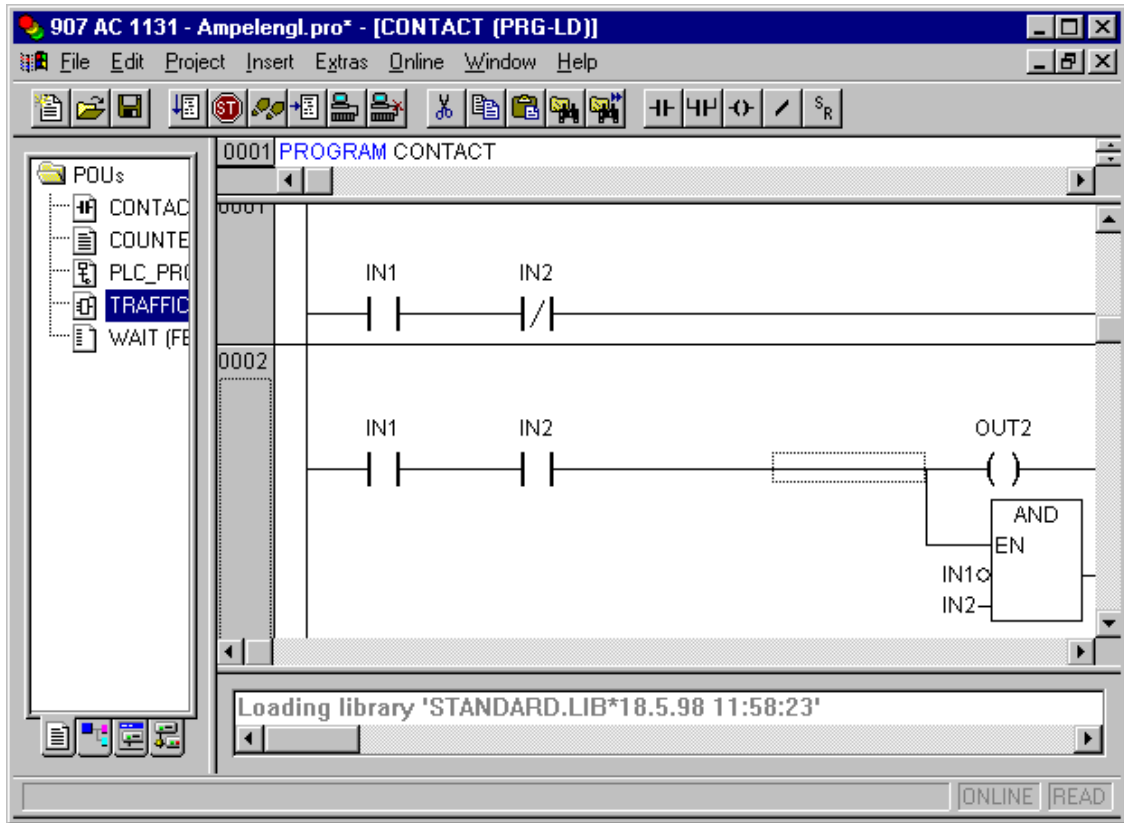 907 AC 1131 - Ampelengl.pro* - [CONTACT (PRG-LD)]
File Edit Project Insert Extras Online Window Help
ST
S R
POUs
CONTAC
COUNTE
PLC_PR(
TRAFFIC
WAIT (FE
0001 PROGRAM CONTACT
0001
IN1 IN2
0002
IN1 IN2 OUT2
AND
EN
IN1
IN2
Loading library 'STANDARD.LIB*18.5.98 11:58:23'
ONLINE READ